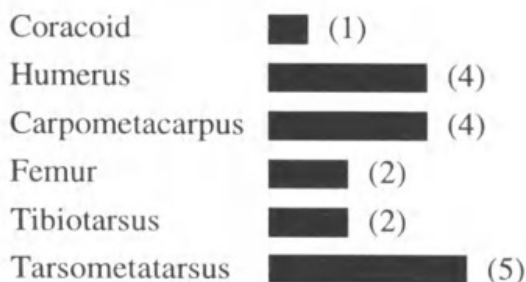 Coracoid (1)
Humerus (4)
Carpometacarpus (4)
Femur (2)
Tibiotarsus (2)
Tarsometatarsus (5)